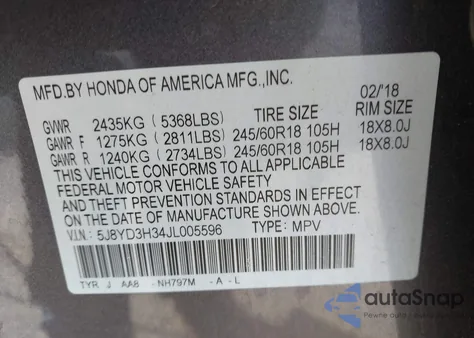 MFD.BY HONDA OF AMERICA MFG.,INC.
02/'18
GVWR 2435KG (5368LBS) TIRE SIZE RIM SIZE
GAWR F 1275KG (2811LBS) 245/60R18 105H 18X8.0J
GAWR R 1240KG (2734LBS) 245/60R18 105H 18X8.0J
THIS VEHICLE CONFORMS TO ALL APPLICABLE
FEDERAL MOTOR VEHICLE SAFETY
AND THEFT PREVENTION STANDARDS IN EFFECT
ON THE DATE OF MANUFACTURE SHOWN ABOVE.
V.I.N.: 5J8YD3H34JL005596 TYPE: MPV
TYR J AA8 -NH797M -A-L
autoSnap